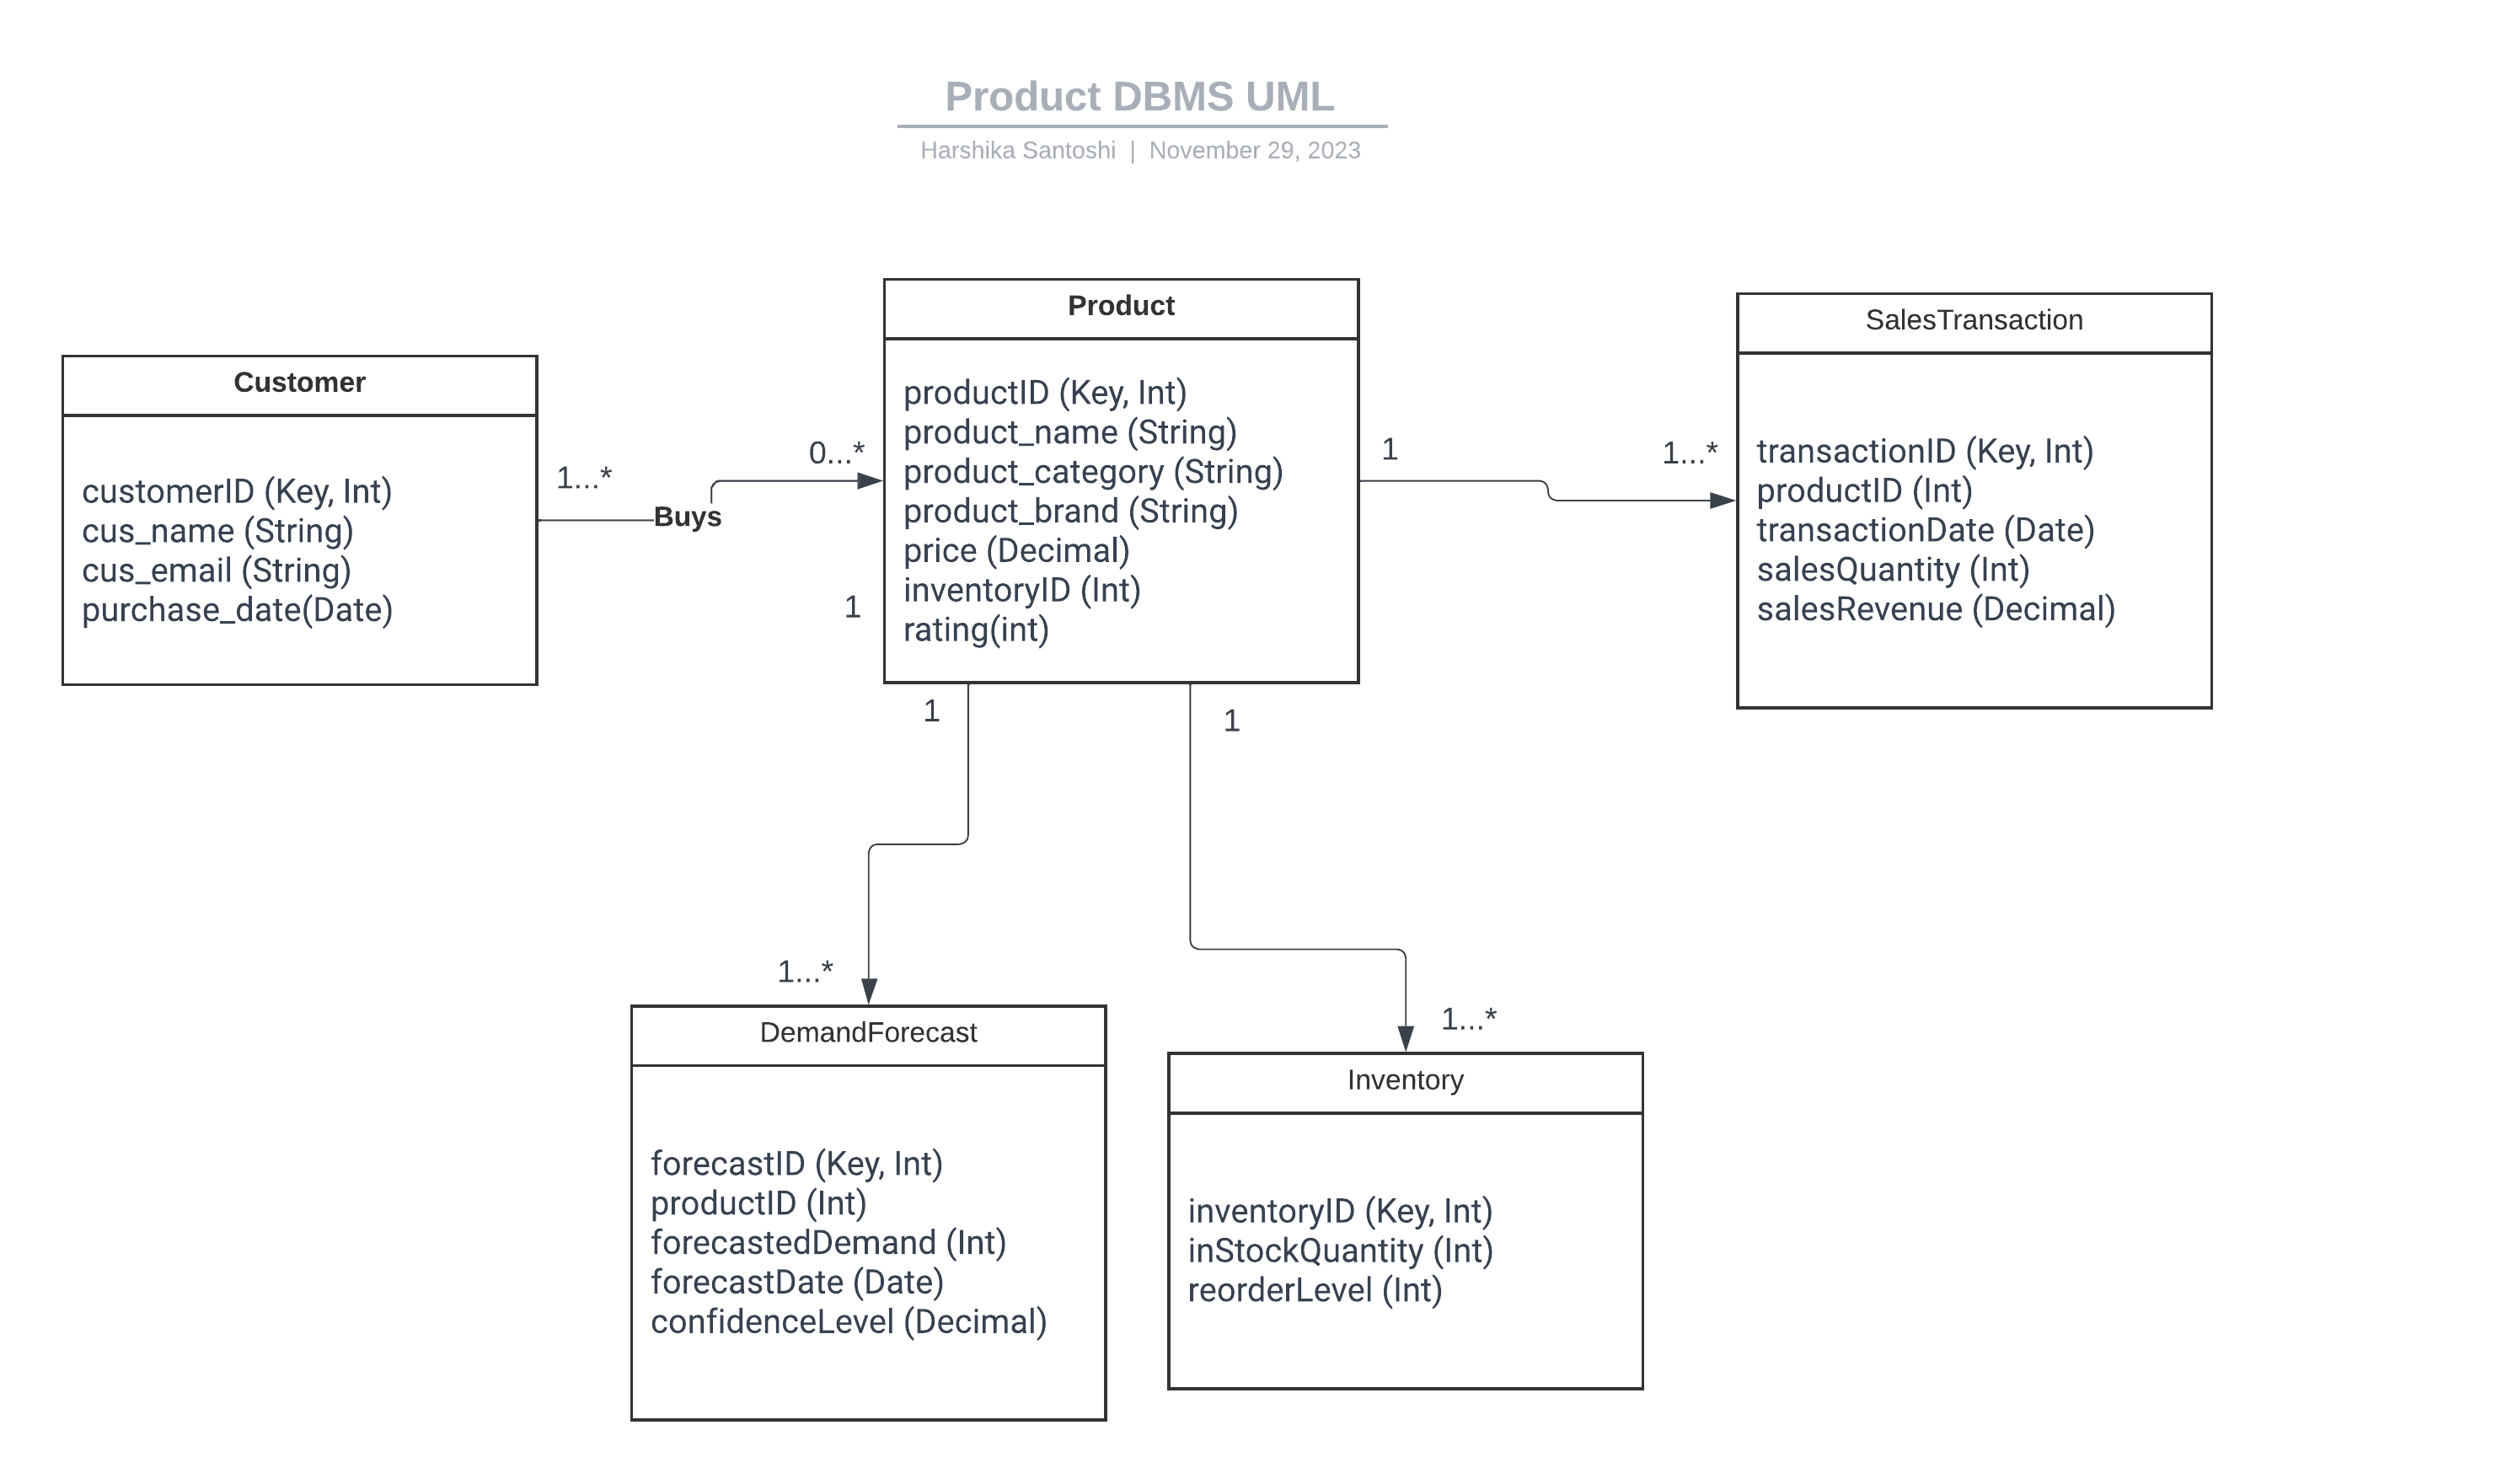 Product DBMS UML
Harshika Santoshi | November 29, 2023
Customer
customerID (Key, Int)
cus_name (String)
cus_email (String)
purchase_date(Date)
1...*
Buys
0...*
1
Product
productID (Key, Int)
product_name (String)
product_category (String)
product_brand (String)
price (Decimal)
inventoryID (Int)
rating(int)
1
1...*
SalesTransaction
transactionID (Key, Int)
productID (Int)
transactionDate (Date)
salesQuantity (Int)
salesRevenue (Decimal)
1
1
1...*
DemandForecast
forecastID (Key, Int)
productID (Int)
forecastedDemand (Int)
forecastDate (Date)
confidenceLevel (Decimal)
1...*
Inventory
inventoryID (Key, Int)
inStockQuantity (Int)
reorderLevel (Int)